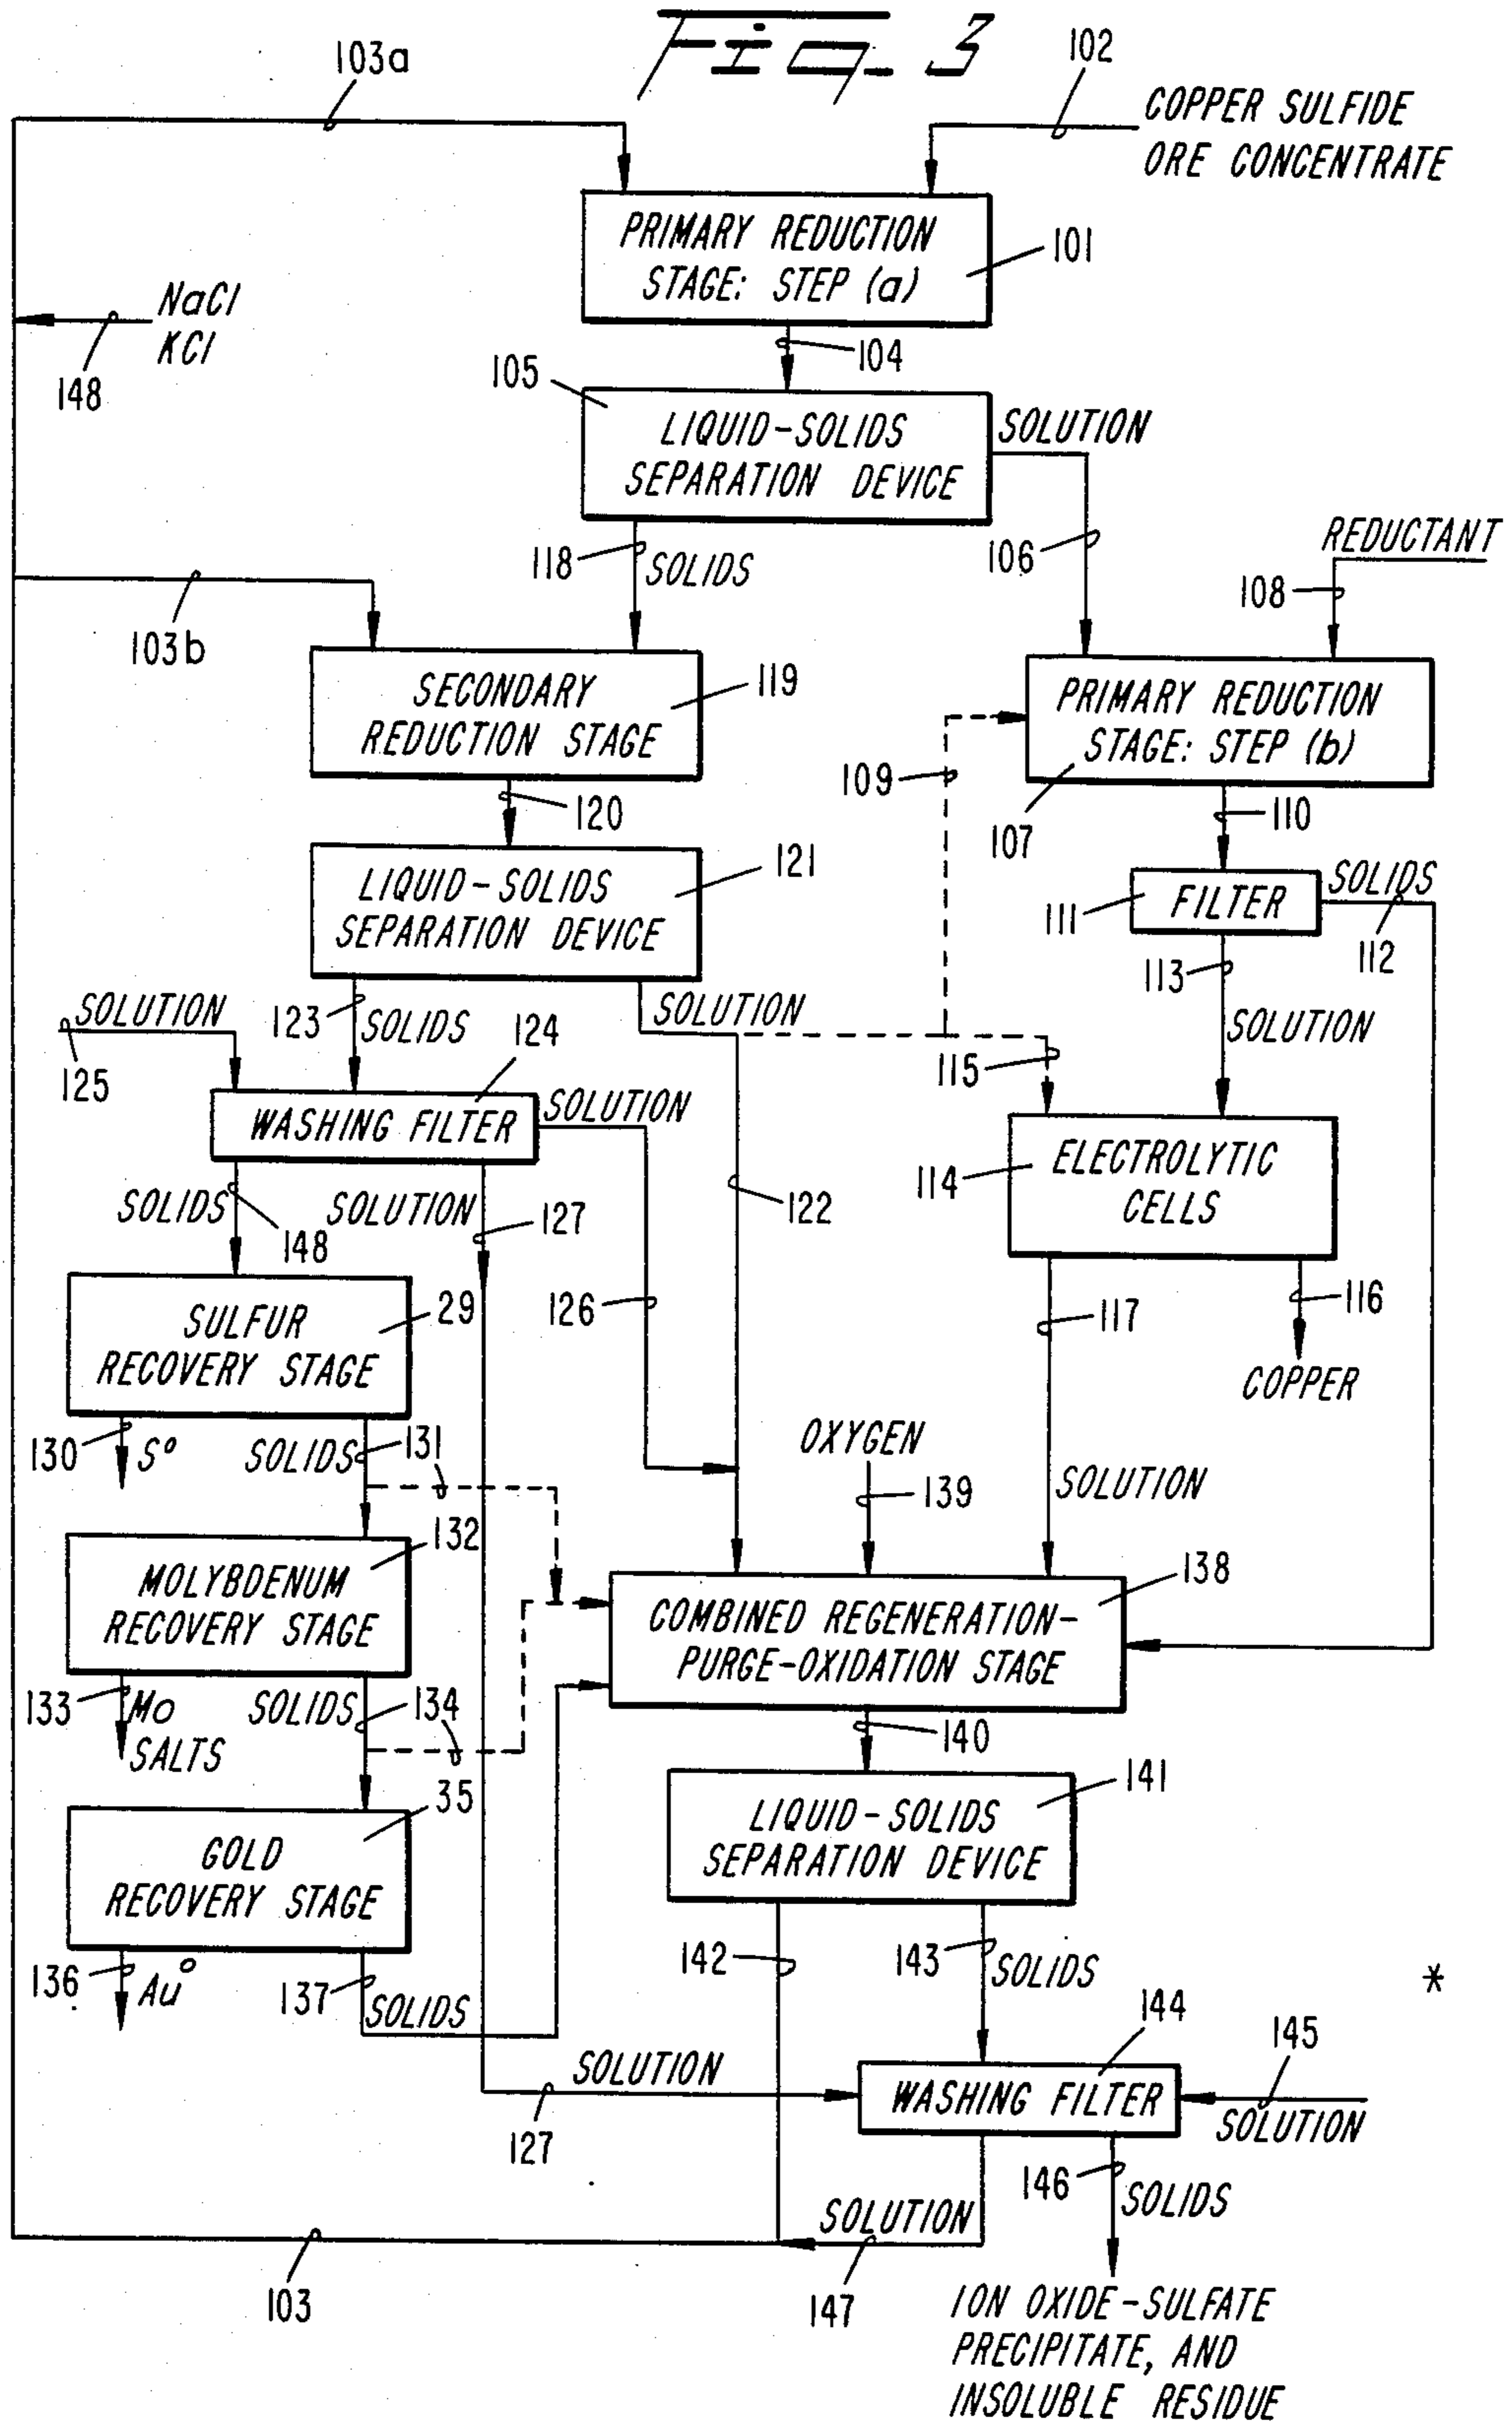 Fig. 3
103a
102
COPPER SULFIDE
ORE CONCENTRATE
PRIMARY REDUCTION
STAGE: STEP (a)
101
NaCl
KCl
148
104
105
LIQUID-SOLIDS
SEPARATION DEVICE
SOLUTION
106
118
SOLIDS
REDUCTANT
108
103b
SECONDARY
REDUCTION STAGE
119
PRIMARY REDUCTION
STAGE: STEP (b)
107
109
120
110
LIQUID-SOLIDS
SEPARATION DEVICE
121
111
FILTER
SOLIDS
112
113
SOLUTION
SOLUTION
125
123
SOLIDS
SOLUTION
115
124
WASHING FILTER
SOLUTION
114
ELECTROLYTIC
CELLS
SOLIDS
148
SOLUTION
127
126
122
117
116
COPPER
SULFUR
RECOVERY STAGE
29
130
S°
SOLIDS
131
OXYGEN
139
SOLUTION
MOLYBDENUM
RECOVERY STAGE
132
COMBINED REGENERATION-
PURGE-OXIDATION STAGE
138
133
Mo
SALTS
SOLIDS
134
140
GOLD
RECOVERY STAGE
35
LIQUID-SOLIDS
SEPARATION DEVICE
141
136
Au°
137
SOLIDS
142
143
SOLIDS
*
144
145
SOLUTION
127
WASHING FILTER
SOLUTION
146
SOLIDS
SOLUTION
147
103
ION OXIDE-SULFATE
PRECIPITATE, AND
INSOLUBLE RESIDUE